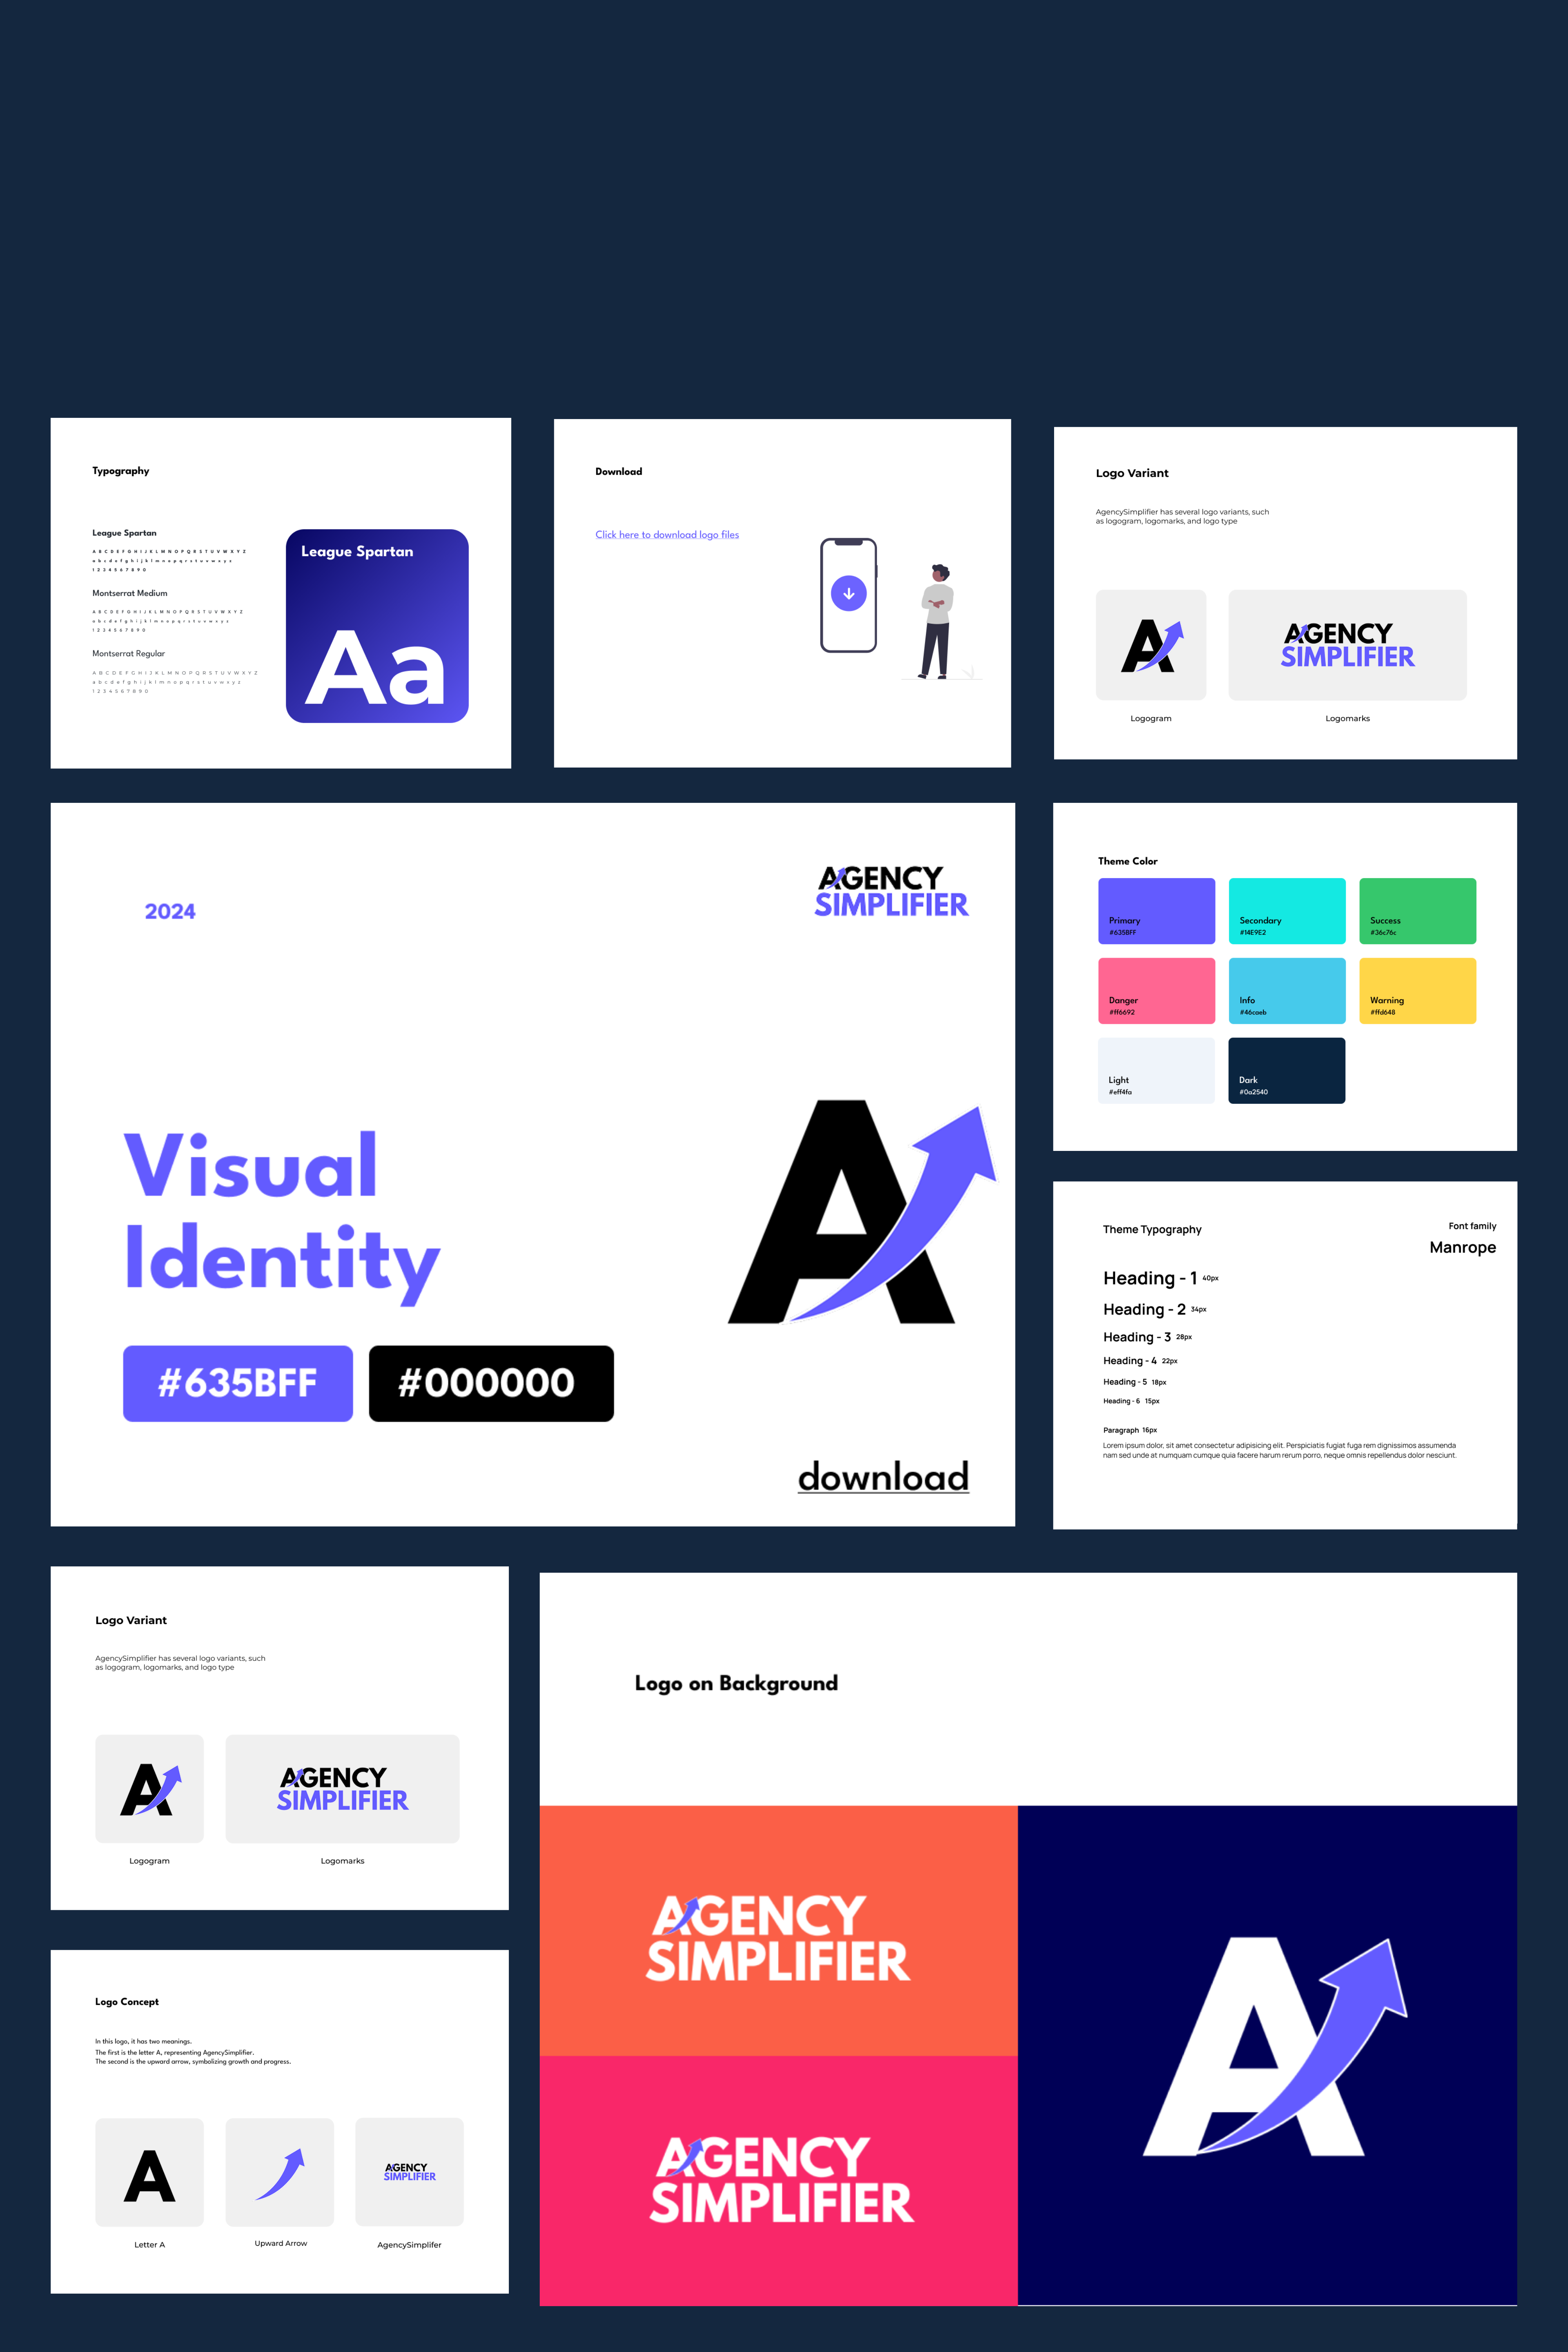 Typography
League Spartan
A B C D E F G H I J K L M N O P Q R S T U V W X Y Z
a b c d e f g h i j k l m n o p q r s t u v w x y z
1 2 3 4 5 6 7 8 9 0
Montserrat Medium
A B C D E F G H I J K L M N O P Q R S T U V W X Y Z
a b c d e f g h i j k l m n o p q r s t u v w x y z
1 2 3 4 5 6 7 8 9 0
Montserrat Regular
A B C D E F G H I J K L M N O P Q R S T U V W X Y Z
a b c d e f g h i j k l m n o p q r s t u v w x y z
1 2 3 4 5 6 7 8 9 0
League Spartan
Aa
Download
Click here to download logo files
Logo Variant
AgencySimplifier has several logo variants, such
as logogram, logomarks, and logo type
A
AGENCY
SIMPLIFIER
Logogram
Logomarks
2024
AGENCY
SIMPLIFIER
Visual
Identity
A
#635BFF
#000000
download
Theme Color
Primary
#635BFF
Secondary
#14E9E2
Success
#36c76c
Danger
#ff6692
Info
#46caeb
Warning
#ffd648
Light
#eff4fa
Dark
#0a2540
Theme Typography
Font family
Manrope
Heading - 1 40px
Heading - 2 34px
Heading - 3 28px
Heading - 4 22px
Heading - 5 18px
Heading - 6 15px
Paragraph 16px
Lorem ipsum dolor, sit amet consectetur adipisicing elit. Perspiciatis fugiat fuga rem dignissimos assumenda
nam sed unde at numquam cumque quia facere harum rerum porro, neque omnis repellendus dolor nesciunt.
Logo Variant
AgencySimplifier has several logo variants, such
as logogram, logomarks, and logo type
A
AGENCY
SIMPLIFIER
Logogram
Logomarks
Logo Concept
In this logo, it has two meanings.
The first is the letter A, representing AgencySimplifier.
The second is the upward arrow, symbolizing growth and progress.
A
AGENCY
SIMPLIFIER
Letter A
Upward Arrow
AgencySimplifer
Logo on Background
AGENCY
SIMPLIFIER
AGENCY
SIMPLIFIER
A